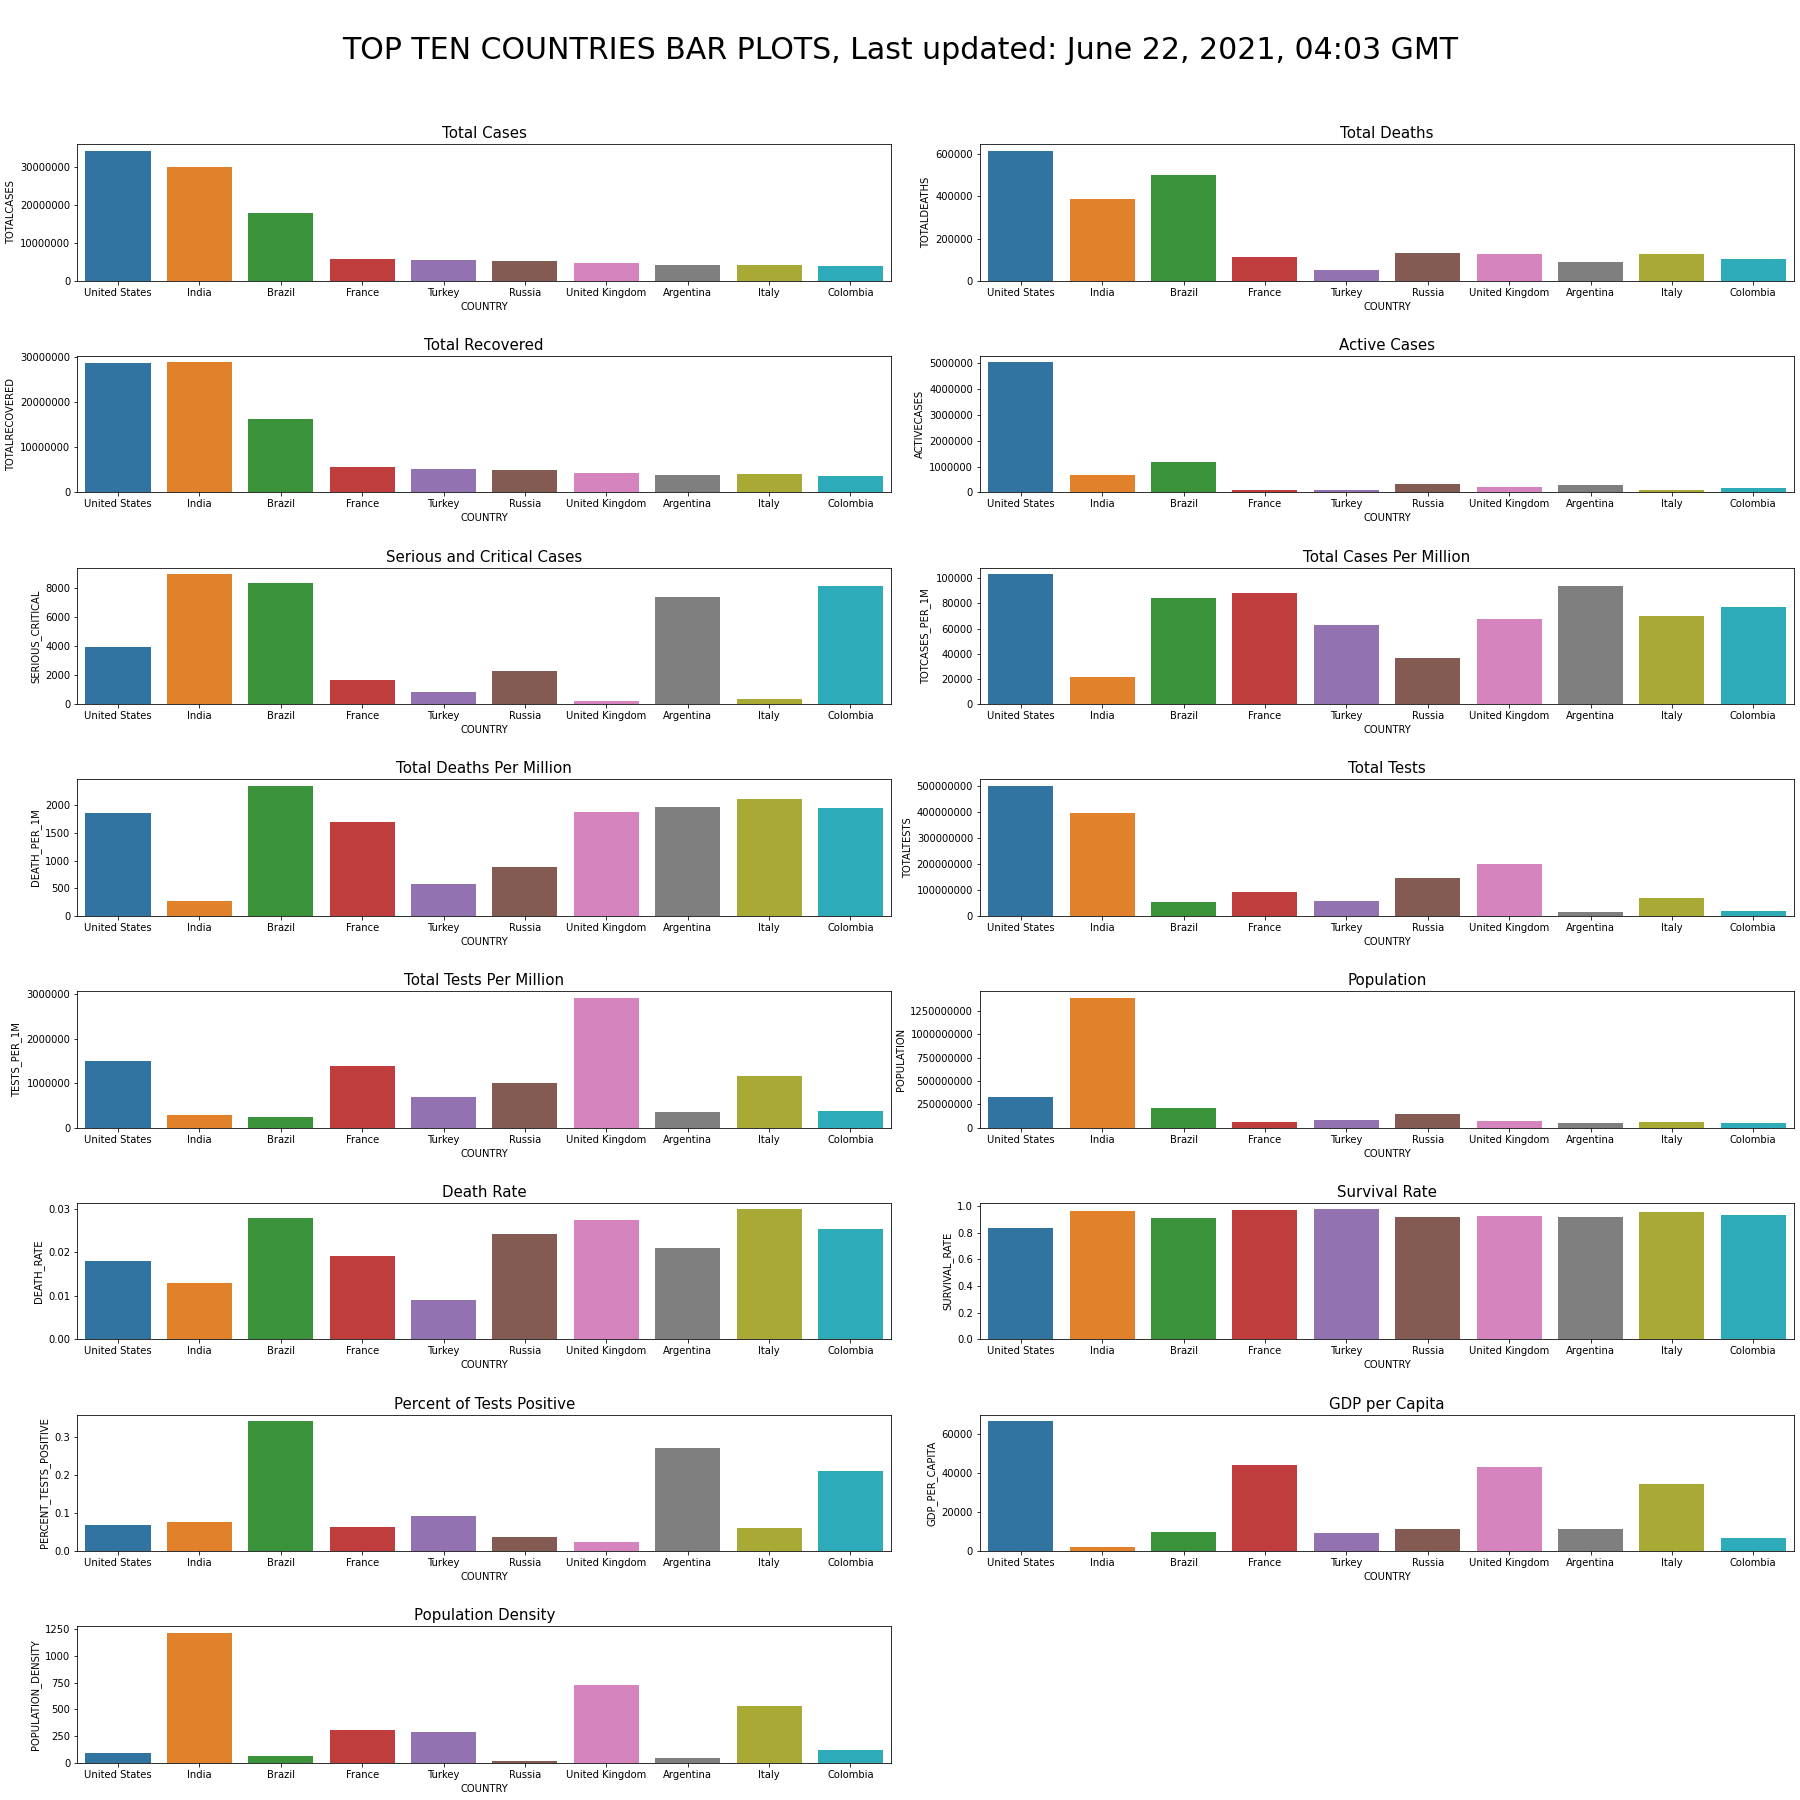 TOP TEN COUNTRIES BAR PLOTS, Last updated: June 22, 2021, 04:03 GMT
Total Cases
TOTALCASES
30000000
20000000
10000000
0
United States India Brazil France Turkey Russia United Kingdom Argentina Italy Colombia
COUNTRY
Total Deaths
TOTALDEATHS
600000
400000
200000
0
United States India Brazil France Turkey Russia United Kingdom Argentina Italy Colombia
COUNTRY
Total Recovered
TOTALRECOVERED
30000000
20000000
10000000
0
United States India Brazil France Turkey Russia United Kingdom Argentina Italy Colombia
COUNTRY
Active Cases
ACTIVECASES
5000000
4000000
3000000
2000000
1000000
0
United States India Brazil France Turkey Russia United Kingdom Argentina Italy Colombia
COUNTRY
Serious and Critical Cases
SERIOUS_CRITICAL
8000
6000
4000
2000
0
United States India Brazil France Turkey Russia United Kingdom Argentina Italy Colombia
COUNTRY
Total Cases Per Million
TOTCASES_PER_1M
100000
80000
60000
40000
20000
0
United States India Brazil France Turkey Russia United Kingdom Argentina Italy Colombia
COUNTRY
Total Deaths Per Million
DEATH_PER_1M
2000
1500
1000
500
0
United States India Brazil France Turkey Russia United Kingdom Argentina Italy Colombia
COUNTRY
Total Tests
TOTALTESTS
500000000
400000000
300000000
200000000
100000000
0
United States India Brazil France Turkey Russia United Kingdom Argentina Italy Colombia
COUNTRY
Total Tests Per Million
TESTS_PER_1M
3000000
2000000
1000000
0
United States India Brazil France Turkey Russia United Kingdom Argentina Italy Colombia
COUNTRY
Population
POPULATION
1250000000
1000000000
750000000
500000000
250000000
0
United States India Brazil France Turkey Russia United Kingdom Argentina Italy Colombia
COUNTRY
Death Rate
DEATH_RATE
0.03
0.02
0.01
0.00
United States India Brazil France Turkey Russia United Kingdom Argentina Italy Colombia
COUNTRY
Survival Rate
SURVIVAL_RATE
1.0
0.8
0.6
0.4
0.2
0.0
United States India Brazil France Turkey Russia United Kingdom Argentina Italy Colombia
COUNTRY
Percent of Tests Positive
PERCENT_TESTS_POSITIVE
0.3
0.2
0.1
0.0
United States India Brazil France Turkey Russia United Kingdom Argentina Italy Colombia
COUNTRY
GDP per Capita
GDP_PER_CAPITA
60000
40000
20000
0
United States India Brazil France Turkey Russia United Kingdom Argentina Italy Colombia
COUNTRY
Population Density
POPULATION_DENSITY
1250
1000
750
500
250
0
United States India Brazil France Turkey Russia United Kingdom Argentina Italy Colombia
COUNTRY